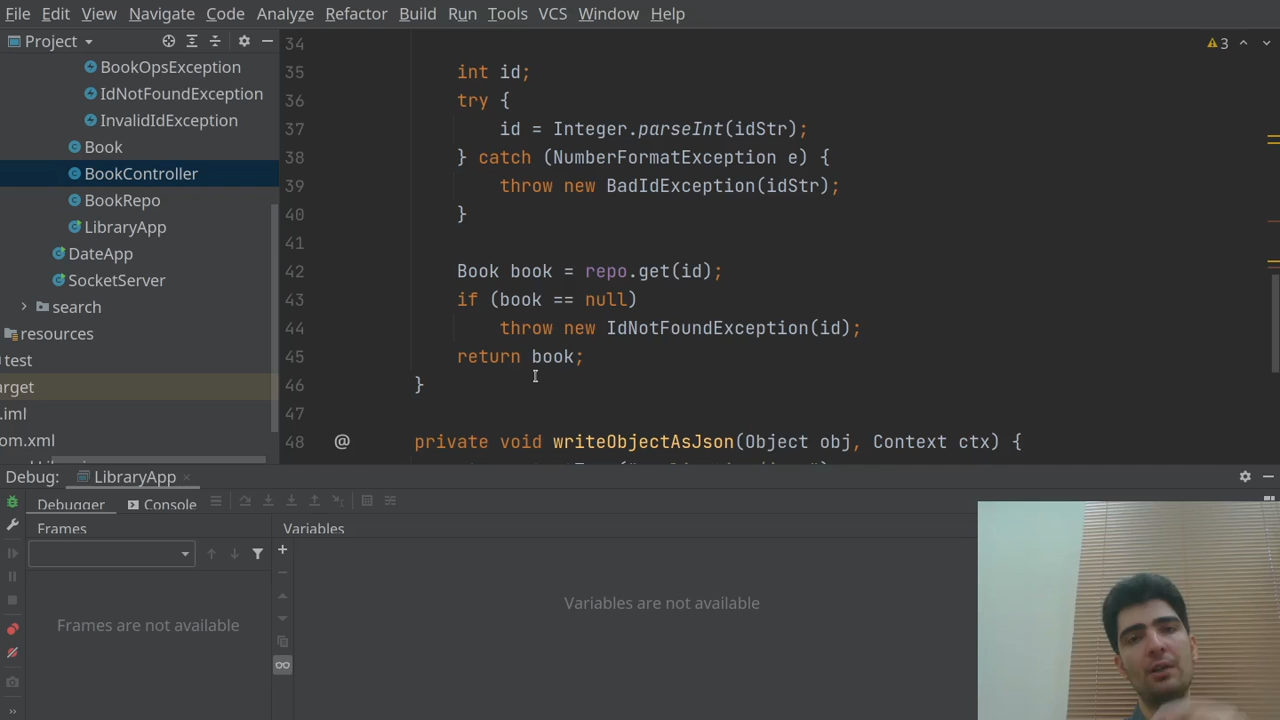 File Edit View Navigate Code Analyze Refactor Build Run Tools VCS Window Help
Project
BookOpsException
IdNotFoundException
InvalidIdException
Book
BookController
BookRepo
LibraryApp
DateApp
SocketServer
search
resources
test
arget
.iml
om.xml
3
34
35 int id;
36 try {
37 id = Integer.parseInt(idStr);
38 } catch (NumberFormatException e) {
39 throw new BadIdException(idStr);
40 }
41
42 Book book = repo.get(id);
43 if (book == null)
44 throw new IdNotFoundException(id);
45 return book;
46 }
47
48 @ private void writeObjectAsJson(Object obj, Context ctx) {
Debug: LibraryApp
Debugger Console
Frames Variables
Frames are not available
Variables are not available